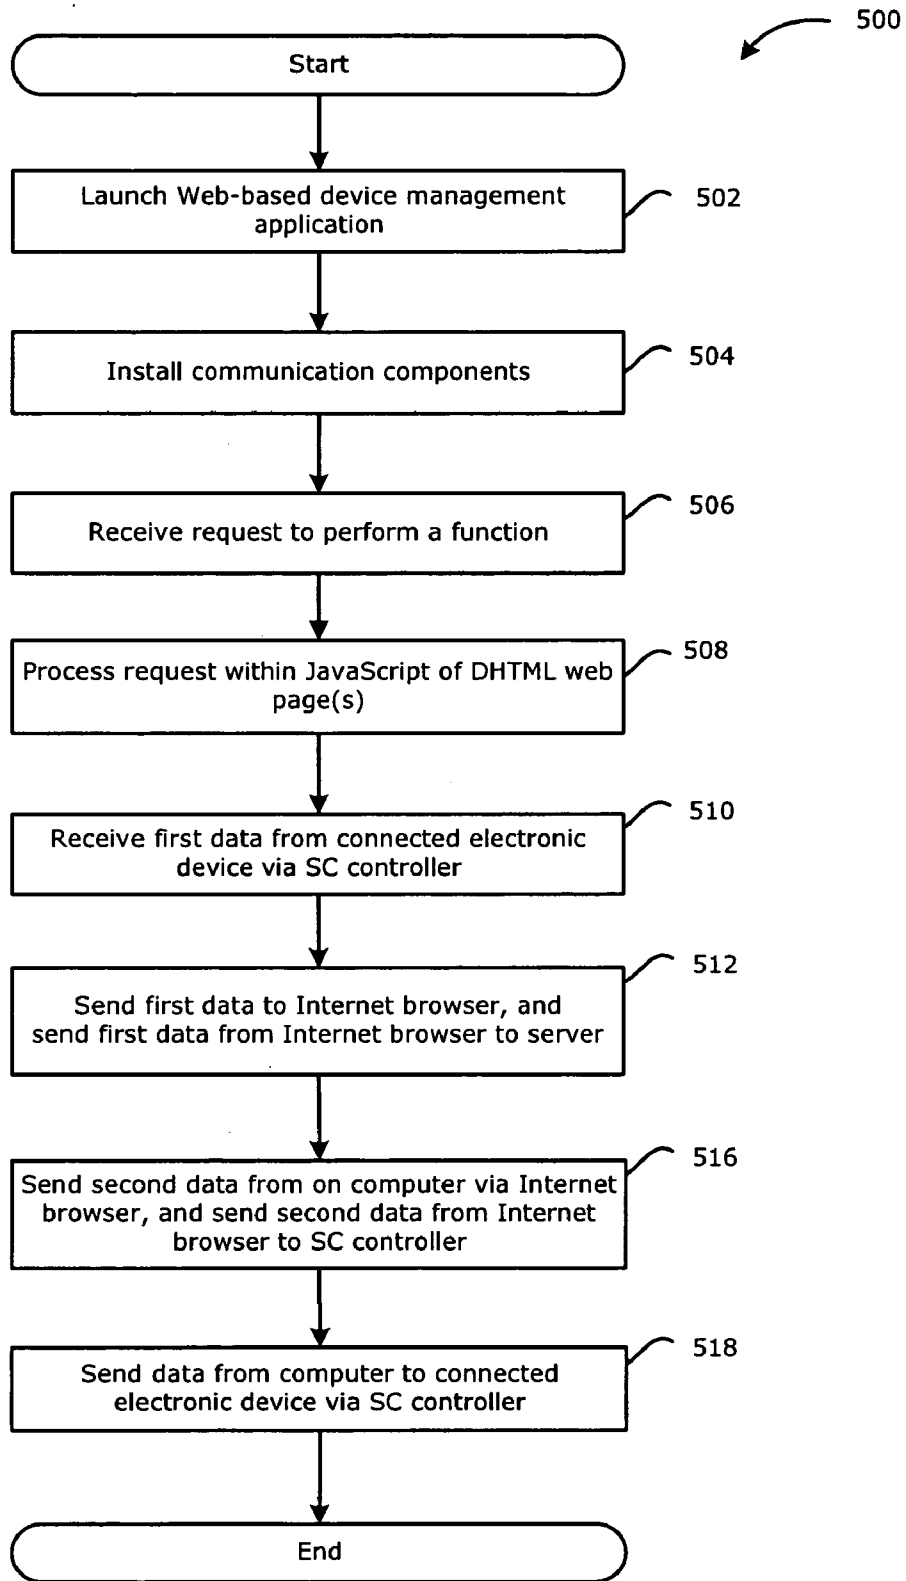 500
Start
Launch Web-based device management
application
502
Install communication components
504
Receive request to perform a function
506
Process request within JavaScript of DHTML web
page(s)
508
Receive first data from connected electronic
device via SC controller
510
Send first data to Internet browser, and
send first data from Internet browser to server
512
Send second data from on computer via Internet
browser, and send second data from Internet
browser to SC controller
516
Send data from computer to connected
electronic device via SC controller
518
End